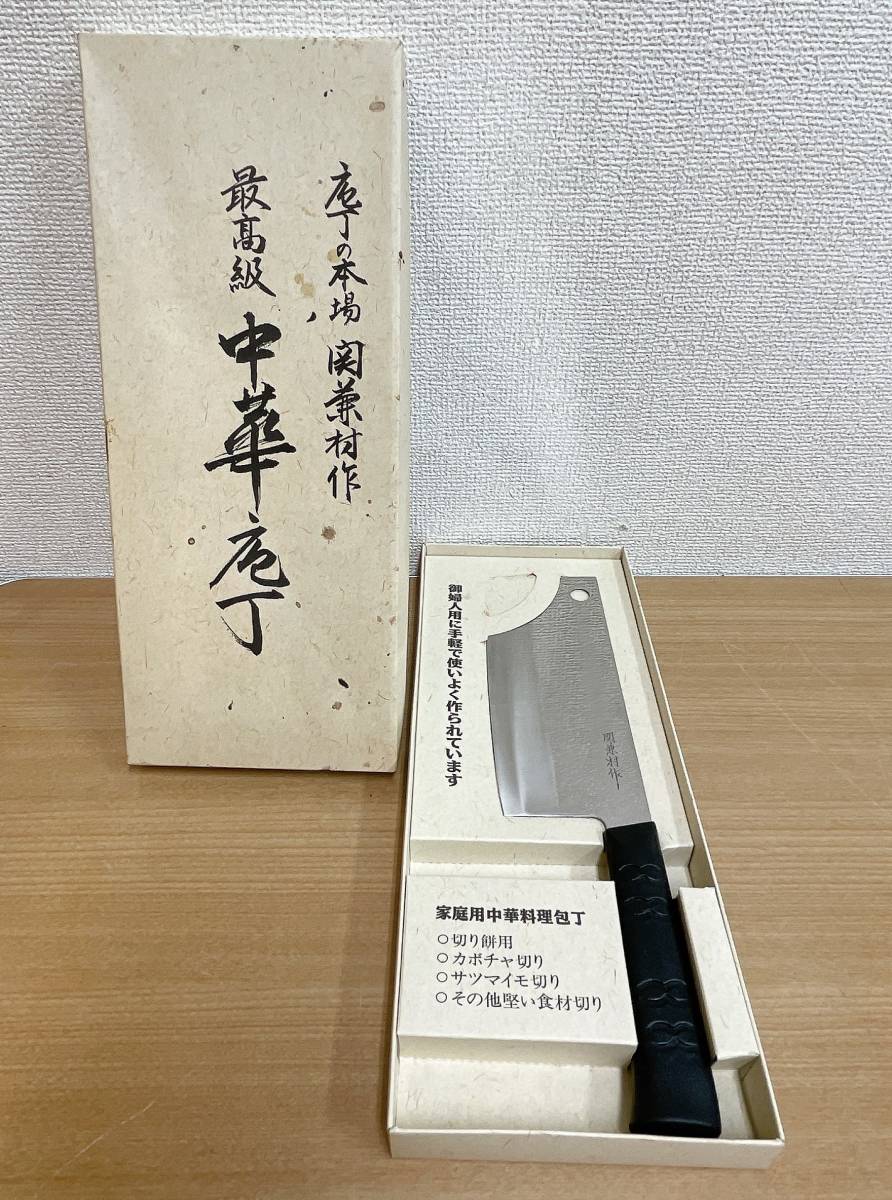 庖丁の本場 関兼村作
最高級 中華庖丁
御婦人用に手軽で使いよく作られています
関兼村作
家庭用中華料理包丁
○切り餅用
○カボチャ切り
○サツマイモ切り
○その他堅い食材切り